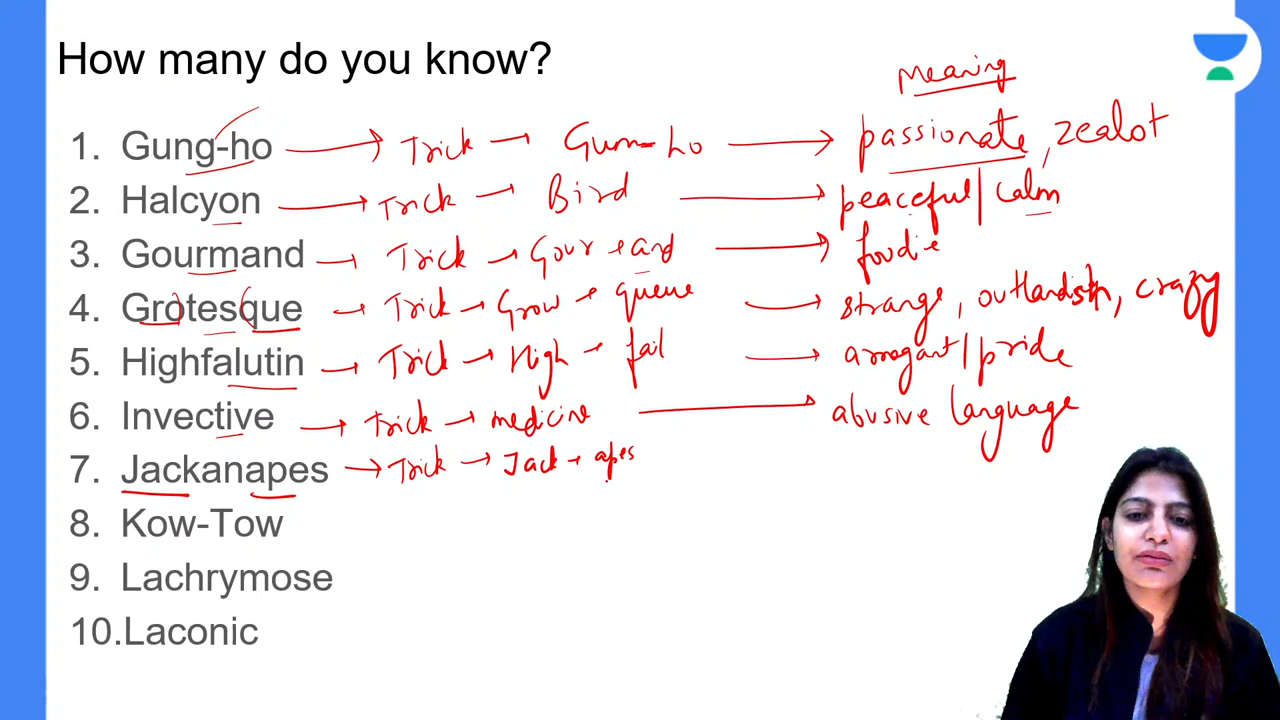 How many do you know?
Meaning
1. Gung-ho → Trick → Gum-ho → passionate, zealot
2. Halcyon → Trick → Bird → peaceful/calm
3. Gourmand → Trick → Gour + and → foodie
4. Grotesque → Trick → Grow + queue → strange, outlandish, crazy
5. Highfalutin → Trick → High + fail → arrogant/pride
6. Invective → Trick → medicine → abusive language
7. Jackanapes → Trick → Jack + apes
8. Kow-Tow
9. Lachrymose
10.Laconic